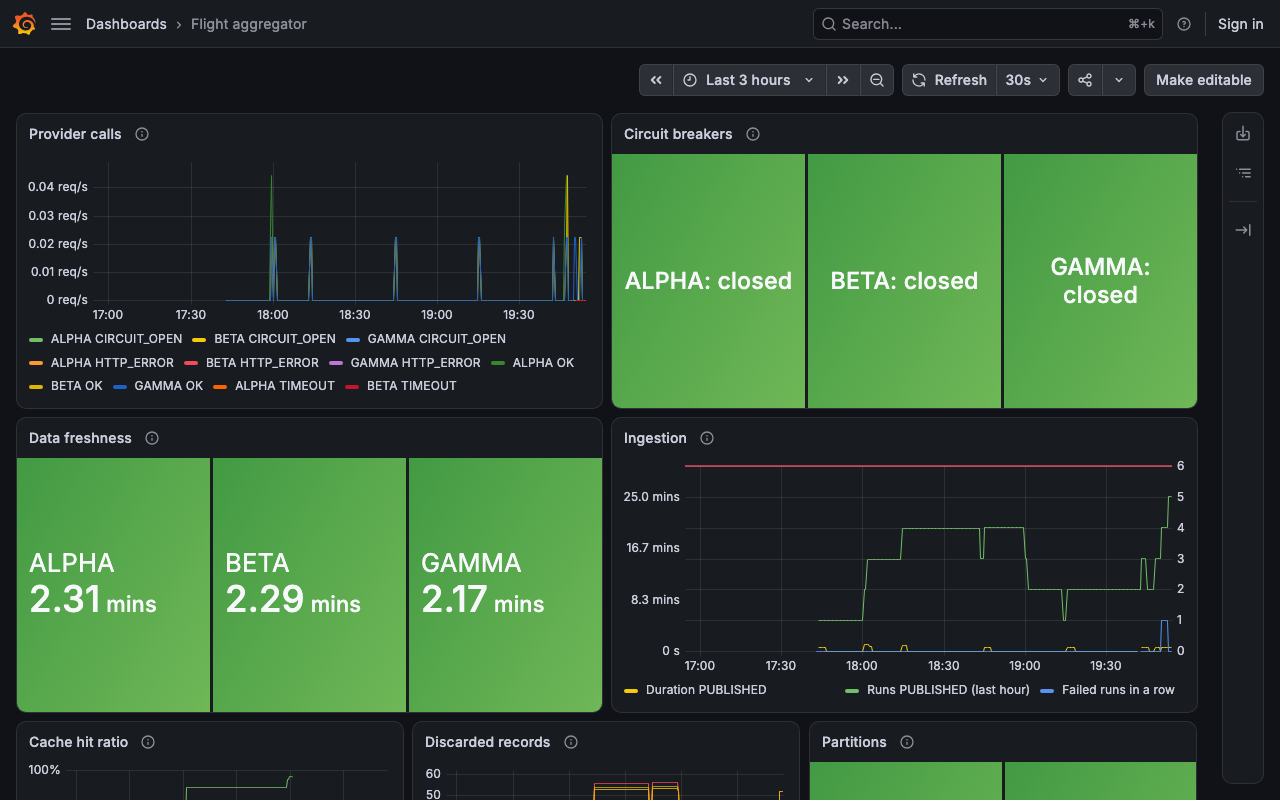 Dashboards › Flight aggregator
Search... ⌘+k
Sign in
Last 3 hours
Refresh 30s
Make editable
Provider calls
0.04 req/s
0.03 req/s
0.02 req/s
0.01 req/s
0 req/s
17:00 17:30 18:00 18:30 19:00 19:30
ALPHA CIRCUIT_OPEN BETA CIRCUIT_OPEN GAMMA CIRCUIT_OPEN
ALPHA HTTP_ERROR BETA HTTP_ERROR GAMMA HTTP_ERROR ALPHA OK
BETA OK GAMMA OK ALPHA TIMEOUT BETA TIMEOUT
Circuit breakers
ALPHA: closed
BETA: closed
GAMMA:
closed
Data freshness
ALPHA
2.31 mins
BETA
2.29 mins
GAMMA
2.17 mins
Ingestion
25.0 mins
16.7 mins
8.3 mins
0 s
6
5
4
3
2
1
0
17:00 17:30 18:00 18:30 19:00 19:30
Duration PUBLISHED Runs PUBLISHED (last hour) Failed runs in a row
Cache hit ratio
100%
Discarded records
60
50
Partitions